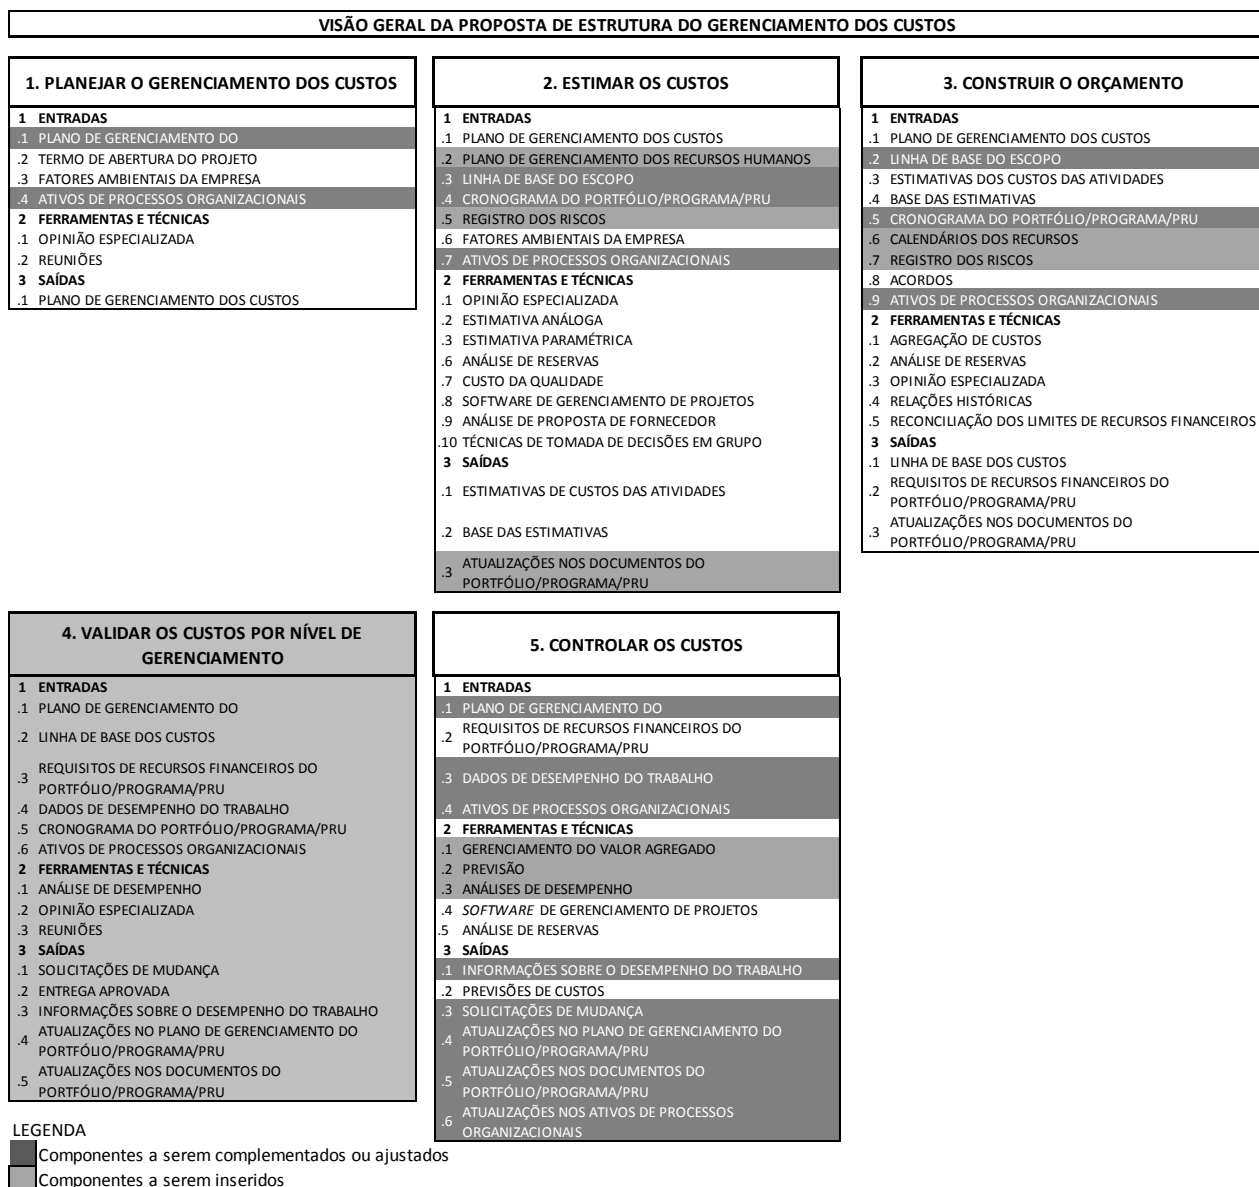 VISÃO GERAL DA PROPOSTA DE ESTRUTURA DO GERENCIAMENTO DOS CUSTOS
1. PLANEJAR O GERENCIAMENTO DOS CUSTOS
1 ENTRADAS
.1 PLANO DE GERENCIAMENTO DO
.2 TERMO DE ABERTURA DO PROJETO
.3 FATORES AMBIENTAIS DA EMPRESA
.4 ATIVOS DE PROCESSOS ORGANIZACIONAIS
2 FERRAMENTAS E TÉCNICAS
.1 OPINIÃO ESPECIALIZADA
.2 REUNIÕES
3 SAÍDAS
.1 PLANO DE GERENCIAMENTO DOS CUSTOS
2. ESTIMAR OS CUSTOS
1 ENTRADAS
.1 PLANO DE GERENCIAMENTO DOS CUSTOS
.2 PLANO DE GERENCIAMENTO DOS RECURSOS HUMANOS
.3 LINHA DE BASE DO ESCOPO
.4 CRONOGRAMA DO PORTFÓLIO/PROGRAMA/PRU
.5 REGISTRO DOS RISCOS
.6 FATORES AMBIENTAIS DA EMPRESA
.7 ATIVOS DE PROCESSOS ORGANIZACIONAIS
2 FERRAMENTAS E TÉCNICAS
.1 OPINIÃO ESPECIALIZADA
.2 ESTIMATIVA ANÁLOGA
.3 ESTIMATIVA PARAMÉTRICA
.6 ANÁLISE DE RESERVAS
.7 CUSTO DA QUALIDADE
.8 SOFTWARE DE GERENCIAMENTO DE PROJETOS
.9 ANÁLISE DE PROPOSTA DE FORNECEDOR
.10 TÉCNICAS DE TOMADA DE DECISÕES EM GRUPO
3 SAÍDAS
.1 ESTIMATIVAS DE CUSTOS DAS ATIVIDADES
.2 BASE DAS ESTIMATIVAS
.3 ATUALIZAÇÕES NOS DOCUMENTOS DO
PORTFÓLIO/PROGRAMA/PRU
3. CONSTRUIR O ORÇAMENTO
1 ENTRADAS
.1 PLANO DE GERENCIAMENTO DOS CUSTOS
.2 LINHA DE BASE DO ESCOPO
.3 ESTIMATIVAS DOS CUSTOS DAS ATIVIDADES
.4 BASE DAS ESTIMATIVAS
.5 CRONOGRAMA DO PORTFÓLIO/PROGRAMA/PRU
.6 CALENDÁRIOS DOS RECURSOS
.7 REGISTRO DOS RISCOS
.8 ACORDOS
.9 ATIVOS DE PROCESSOS ORGANIZACIONAIS
2 FERRAMENTAS E TÉCNICAS
.1 AGREGAÇÃO DE CUSTOS
.2 ANÁLISE DE RESERVAS
.3 OPINIÃO ESPECIALIZADA
.4 RELAÇÕES HISTÓRICAS
.5 RECONCILIAÇÃO DOS LIMITES DE RECURSOS FINANCEIROS
3 SAÍDAS
.1 LINHA DE BASE DOS CUSTOS
.2 REQUISITOS DE RECURSOS FINANCEIROS DO
PORTFÓLIO/PROGRAMA/PRU
.3 ATUALIZAÇÕES NOS DOCUMENTOS DO
PORTFÓLIO/PROGRAMA/PRU
4. VALIDAR OS CUSTOS POR NÍVEL DE
GERENCIAMENTO
1 ENTRADAS
.1 PLANO DE GERENCIAMENTO DO
.2 LINHA DE BASE DOS CUSTOS
.3 REQUISITOS DE RECURSOS FINANCEIROS DO
PORTFÓLIO/PROGRAMA/PRU
.4 DADOS DE DESEMPENHO DO TRABALHO
.5 CRONOGRAMA DO PORTFÓLIO/PROGRAMA/PRU
.6 ATIVOS DE PROCESSOS ORGANIZACIONAIS
2 FERRAMENTAS E TÉCNICAS
.1 ANÁLISE DE DESEMPENHO
.2 OPINIÃO ESPECIALIZADA
.3 REUNIÕES
3 SAÍDAS
.1 SOLICITAÇÕES DE MUDANÇA
.2 ENTREGA APROVADA
.3 INFORMAÇÕES SOBRE O DESEMPENHO DO TRABALHO
.4 ATUALIZAÇÕES NO PLANO DE GERENCIAMENTO DO
PORTFÓLIO/PROGRAMA/PRU
.5 ATUALIZAÇÕES NOS DOCUMENTOS DO
PORTFÓLIO/PROGRAMA/PRU
5. CONTROLAR OS CUSTOS
1 ENTRADAS
.1 PLANO DE GERENCIAMENTO DO
.2 REQUISITOS DE RECURSOS FINANCEIROS DO
PORTFÓLIO/PROGRAMA/PRU
.3 DADOS DE DESEMPENHO DO TRABALHO
.4 ATIVOS DE PROCESSOS ORGANIZACIONAIS
2 FERRAMENTAS E TÉCNICAS
.1 GERENCIAMENTO DO VALOR AGREGADO
.2 PREVISÃO
.3 ANÁLISES DE DESEMPENHO
.4 SOFTWARE DE GERENCIAMENTO DE PROJETOS
.5 ANÁLISE DE RESERVAS
3 SAÍDAS
.1 INFORMAÇÕES SOBRE O DESEMPENHO DO TRABALHO
.2 PREVISÕES DE CUSTOS
.3 SOLICITAÇÕES DE MUDANÇA
.4 ATUALIZAÇÕES NO PLANO DE GERENCIAMENTO DO
PORTFÓLIO/PROGRAMA/PRU
.5 ATUALIZAÇÕES NOS DOCUMENTOS DO
PORTFÓLIO/PROGRAMA/PRU
.6 ATUALIZAÇÕES NOS ATIVOS DE PROCESSOS
ORGANIZACIONAIS
LEGENDA
Componentes a serem complementados ou ajustados
Componentes a serem inseridos